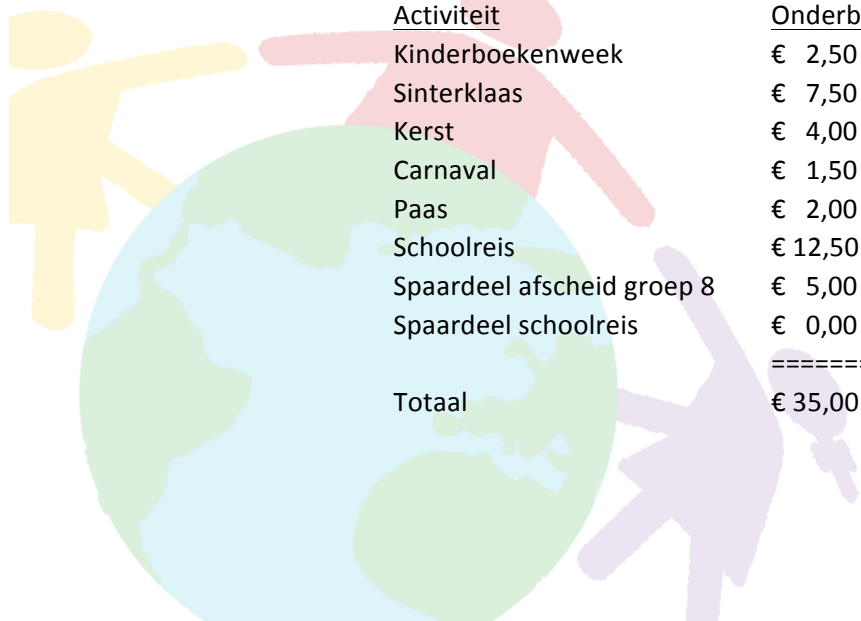 Activiteit Onderb
Kinderboekenweek € 2,50
Sinterklaas € 7,50
Kerst € 4,00
Carnaval € 1,50
Paas € 2,00
Schoolreis € 12,50
Spaardeel afscheid groep 8 € 5,00
Spaardeel schoolreis € 0,00
=======
Totaal € 35,00